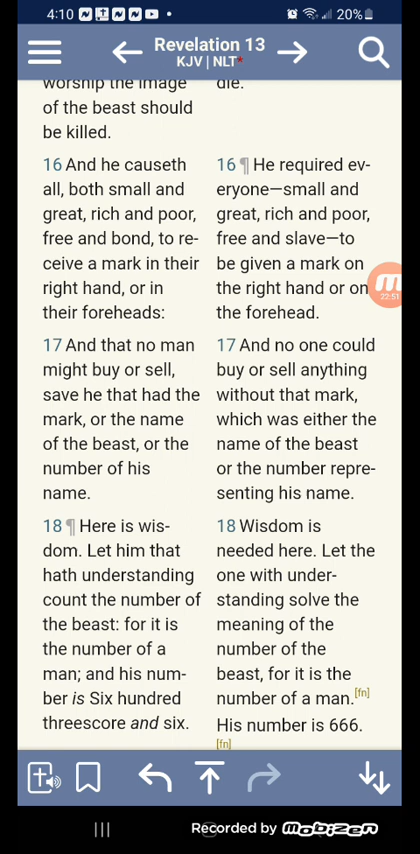 4:10
20%
Revelation 13
KJV | NLT*
worship the image
of the beast should
be killed.
16 And he causeth
all, both small and
great, rich and poor,
free and bond, to re-
ceive a mark in their
right hand, or in
their foreheads:
17 And that no man
might buy or sell,
save he that had the
mark, or the name
of the beast, or the
number of his
name.
18 ¶ Here is wis-
dom. Let him that
hath understanding
count the number of
the beast: for it is
the number of a
man; and his num-
ber is Six hundred
threescore and six.
die.
16 ¶ He required ev-
eryone—small and
great, rich and poor,
free and slave—to
be given a mark on
the right hand or on
the forehead.
17 And no one could
buy or sell anything
without that mark,
which was either the
name of the beast
or the number repre-
senting his name.
18 Wisdom is
needed here. Let the
one with under-
standing solve the
meaning of the
number of the
beast, for it is the
number of a man.[fn]
His number is 666.
[fn]
22:51
Recorded by Mobizen